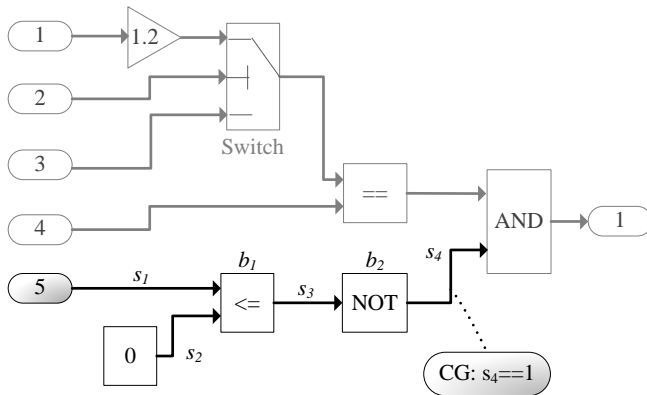 1
1.2
2
3
Switch
4
==
AND
1
5
s1
b1
<=
s3
b2
NOT
s4
0
s2
CG: s4==1